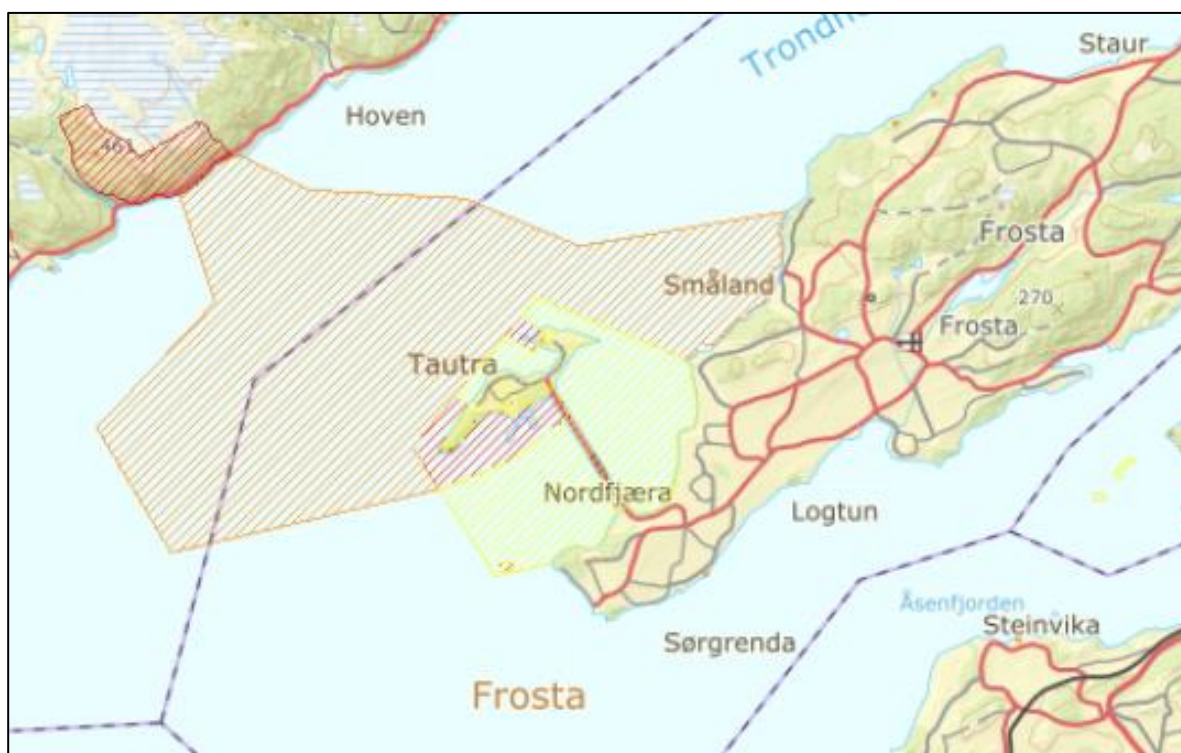 Trondh
Staur
Hoven
461
Frosta
Småland
270
Frosta
Tautra
Nordfjæra
Logtun
Åsenfjorden
Steinvika
Sørgrenda
Frosta